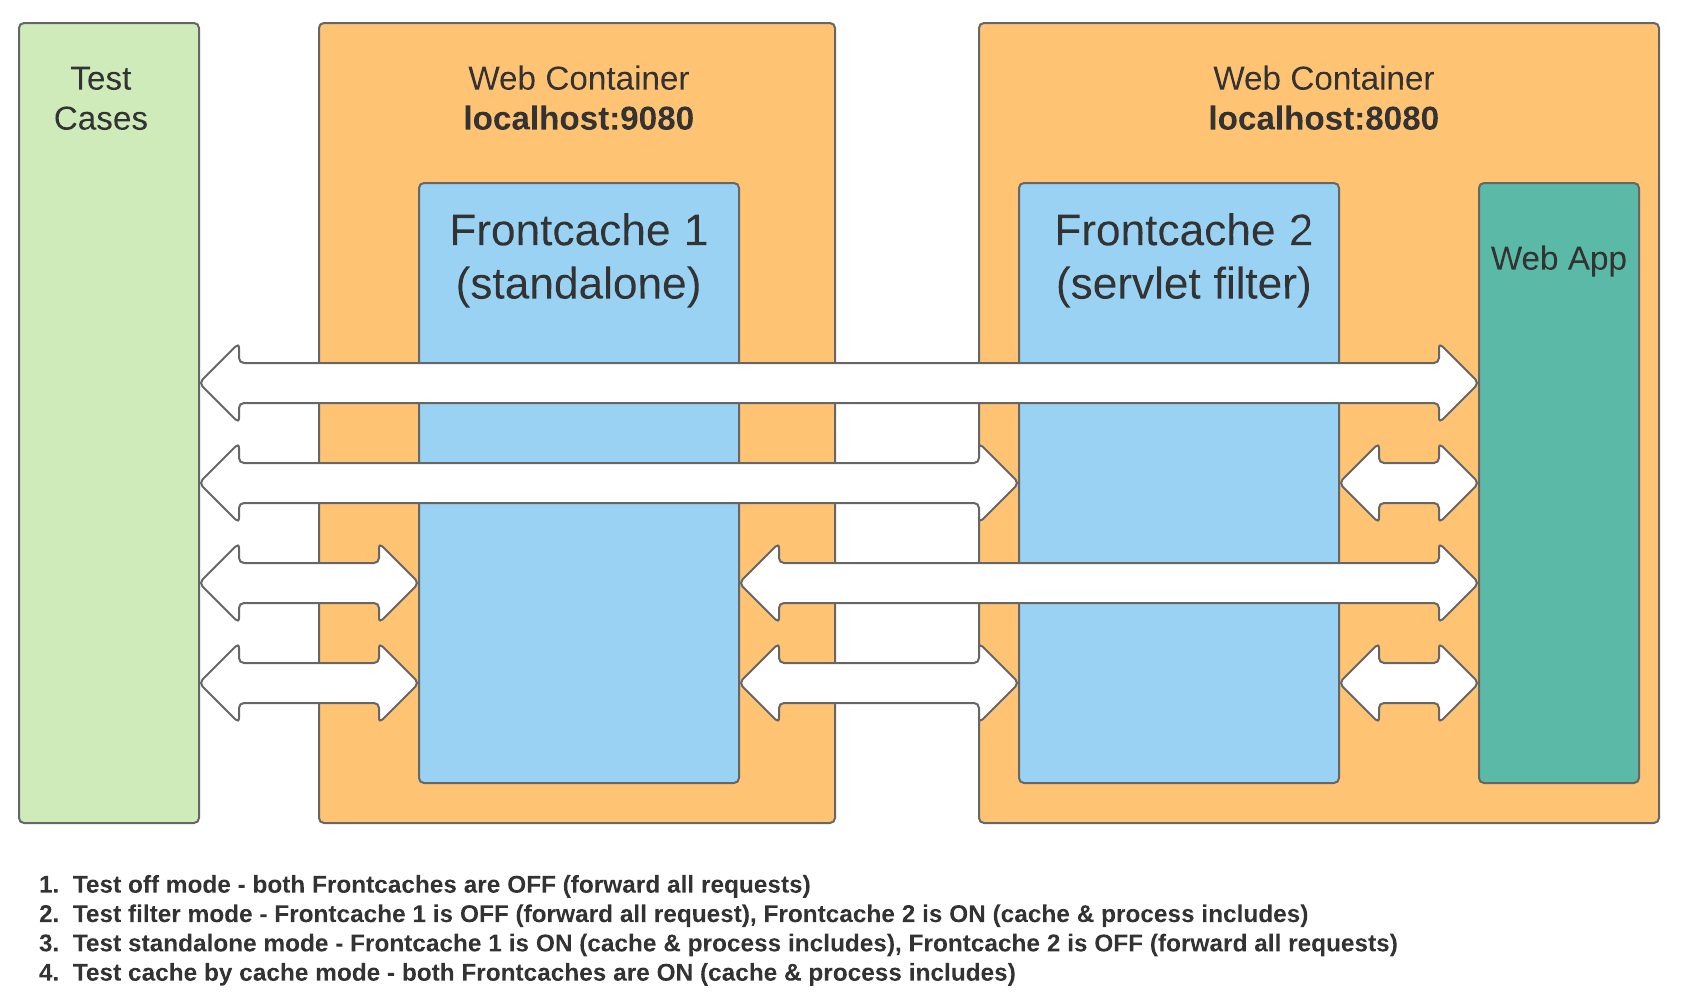 Test
Cases
Web Container
localhost:9080
Web Container
localhost:8080
Frontcache 1
(standalone)
Frontcache 2
(servlet filter)
Web App
1. Test off mode - both Frontcaches are OFF (forward all requests)
2. Test filter mode - Frontcache 1 is OFF (forward all request), Frontcache 2 is ON (cache & process includes)
3. Test standalone mode - Frontcache 1 is ON (cache & process includes), Frontcache 2 is OFF (forward all requests)
4. Test cache by cache mode - both Frontcaches are ON (cache & process includes)